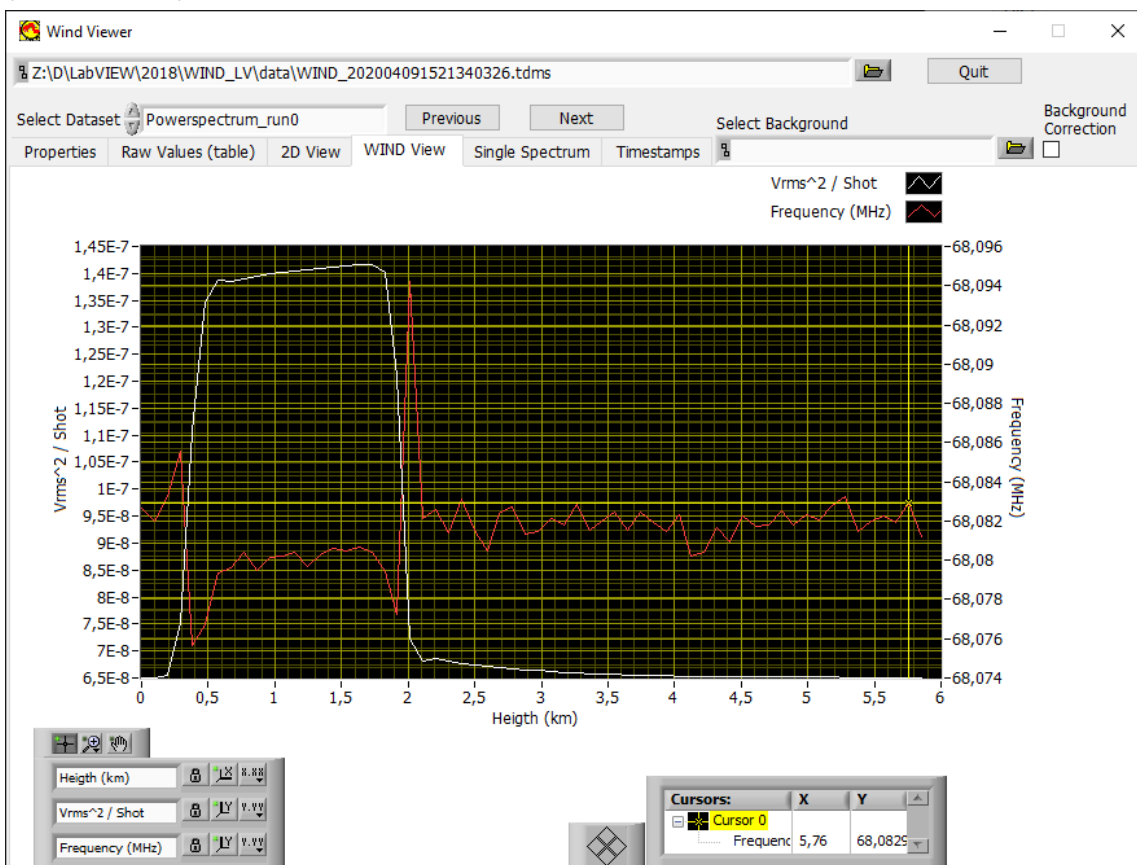 Wind Viewer
Z:\D\LabVIEW\2018\WIND_LV\data\WIND_202004091521340326.tdms
Quit
Select Dataset
Powerspectrum_run0
Previous
Next
Select Background
Background
Correction
Properties
Raw Values (table)
2D View
WIND View
Single Spectrum
Timestamps
Vrms^2 / Shot
Frequency (MHz)
1,45E-7
1,4E-7
1,35E-7
1,3E-7
1,25E-7
1,2E-7
1,15E-7
1,1E-7
1,05E-7
1E-7
9,5E-8
9E-8
8,5E-8
8E-8
7,5E-8
7E-8
6,5E-8
Vrms^2 / Shot
68,096
68,094
68,092
68,09
68,088
68,086
68,084
68,082
68,08
68,078
68,076
68,074
Frequency (MHz)
0
0,5
1
1,5
2
2,5
3
3,5
4
4,5
5
5,5
6
Heigth (km)
Heigth (km)
X
X.XX
Vrms^2 / Shot
Y
Y.YY
Frequency (MHz)
Y
Y.YY
Cursors:
X
Y
Cursor 0
Frequenc
5,76
68,0829